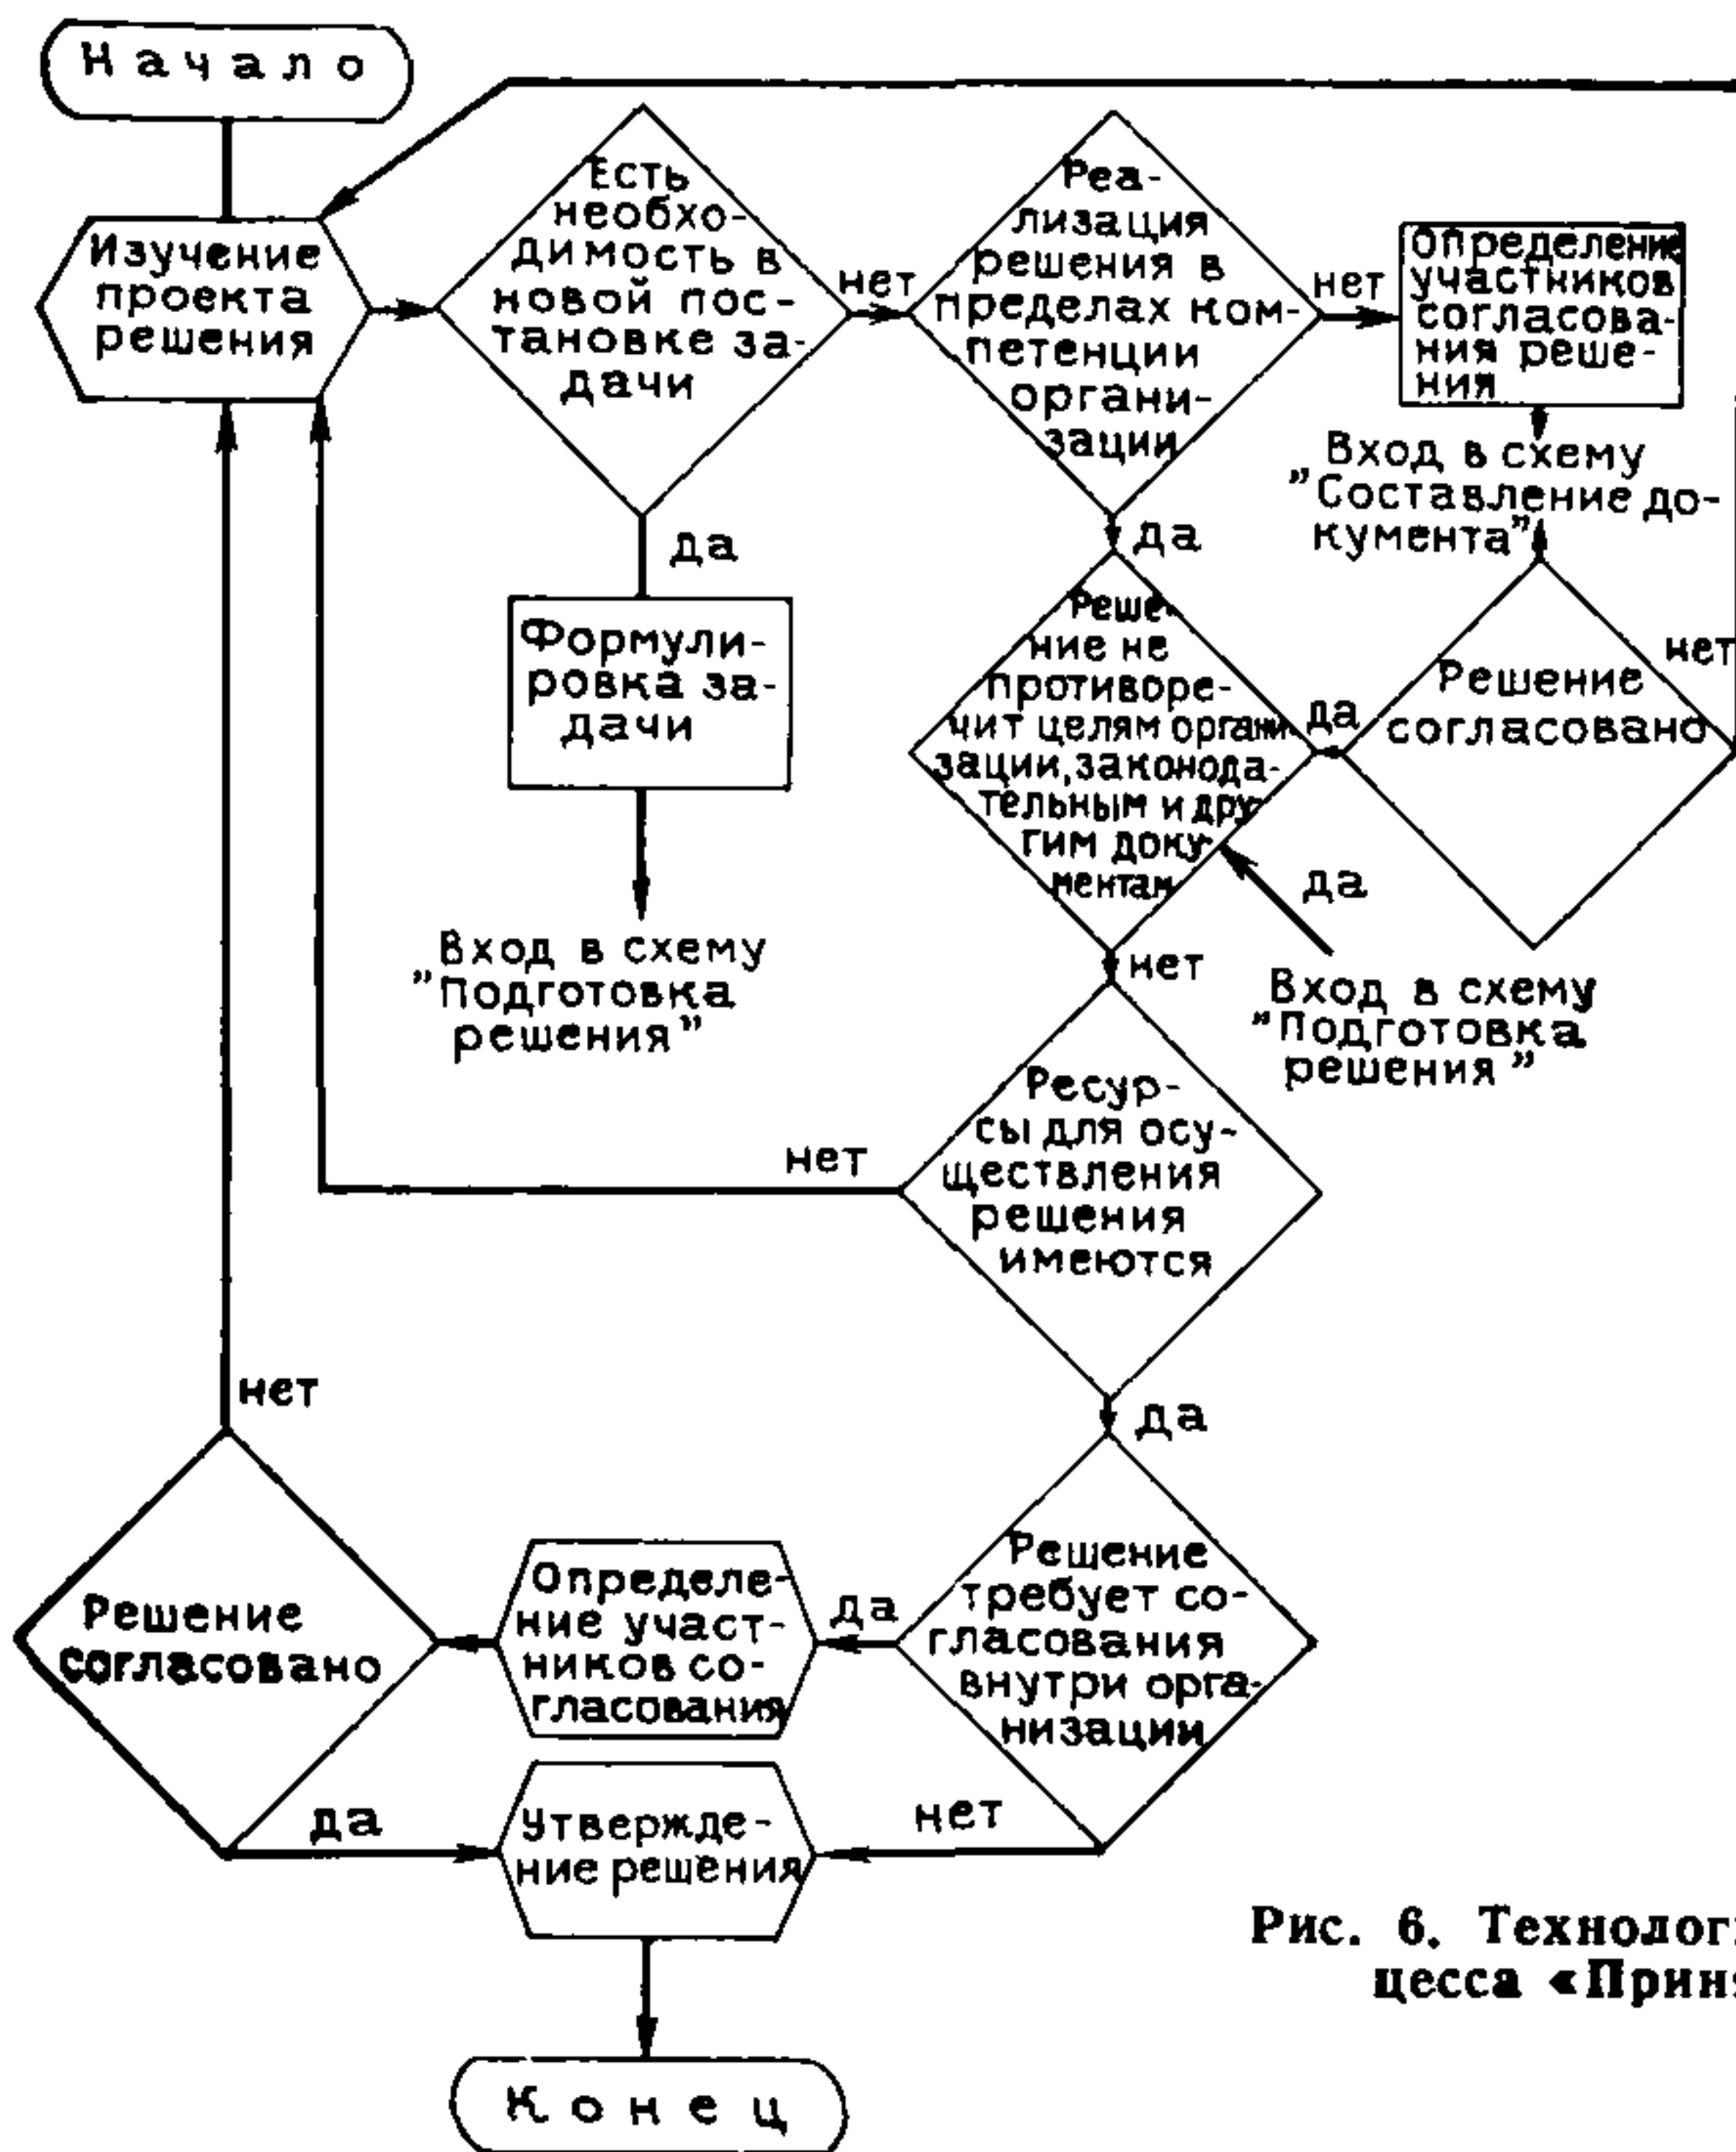 Начало
Изучение
проекта
решения
Есть
необхо-
димость в
новой пос-
тановке за-
дачи
нет
Реа-
лизация
решения в
пределах ком-
петенции
органи-
зации
нет
Определение
участников
согласова-
ния реше-
ния
Вход в схему
"Составление до-
кумента"
да
Формули-
ровка за-
дачи
Вход в схему
"Подготовка
решения"
да
Реше-
ние не
противоре-
чит целям органи-
зации, законода-
тельным и дру-
гим доку-
ментам
да
Решение
согласовано
нет
да
Вход в схему
"Подготовка
решения"
нет
Ресур-
сы для осу-
ществления
решения
имеются
нет
да
Решение
требует со-
гласования
внутри орга-
низации
да
Определе-
ние участ-
ников со-
гласования
нет
Решение
согласовано
да
Утвержде-
ние решения
нет
Конец
Рис. 6. Технолог
цесса «Прин